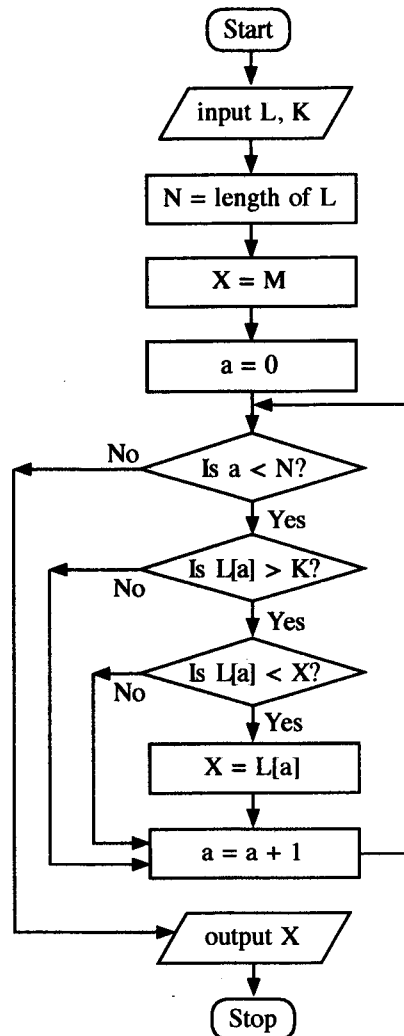 Start
input L, K
N = length of L
X = M
a = 0
No
Is a < N?
Yes
Is L[a] > K?
No
Yes
Is L[a] < X?
No
Yes
X = L[a]
a = a + 1
output X
Stop